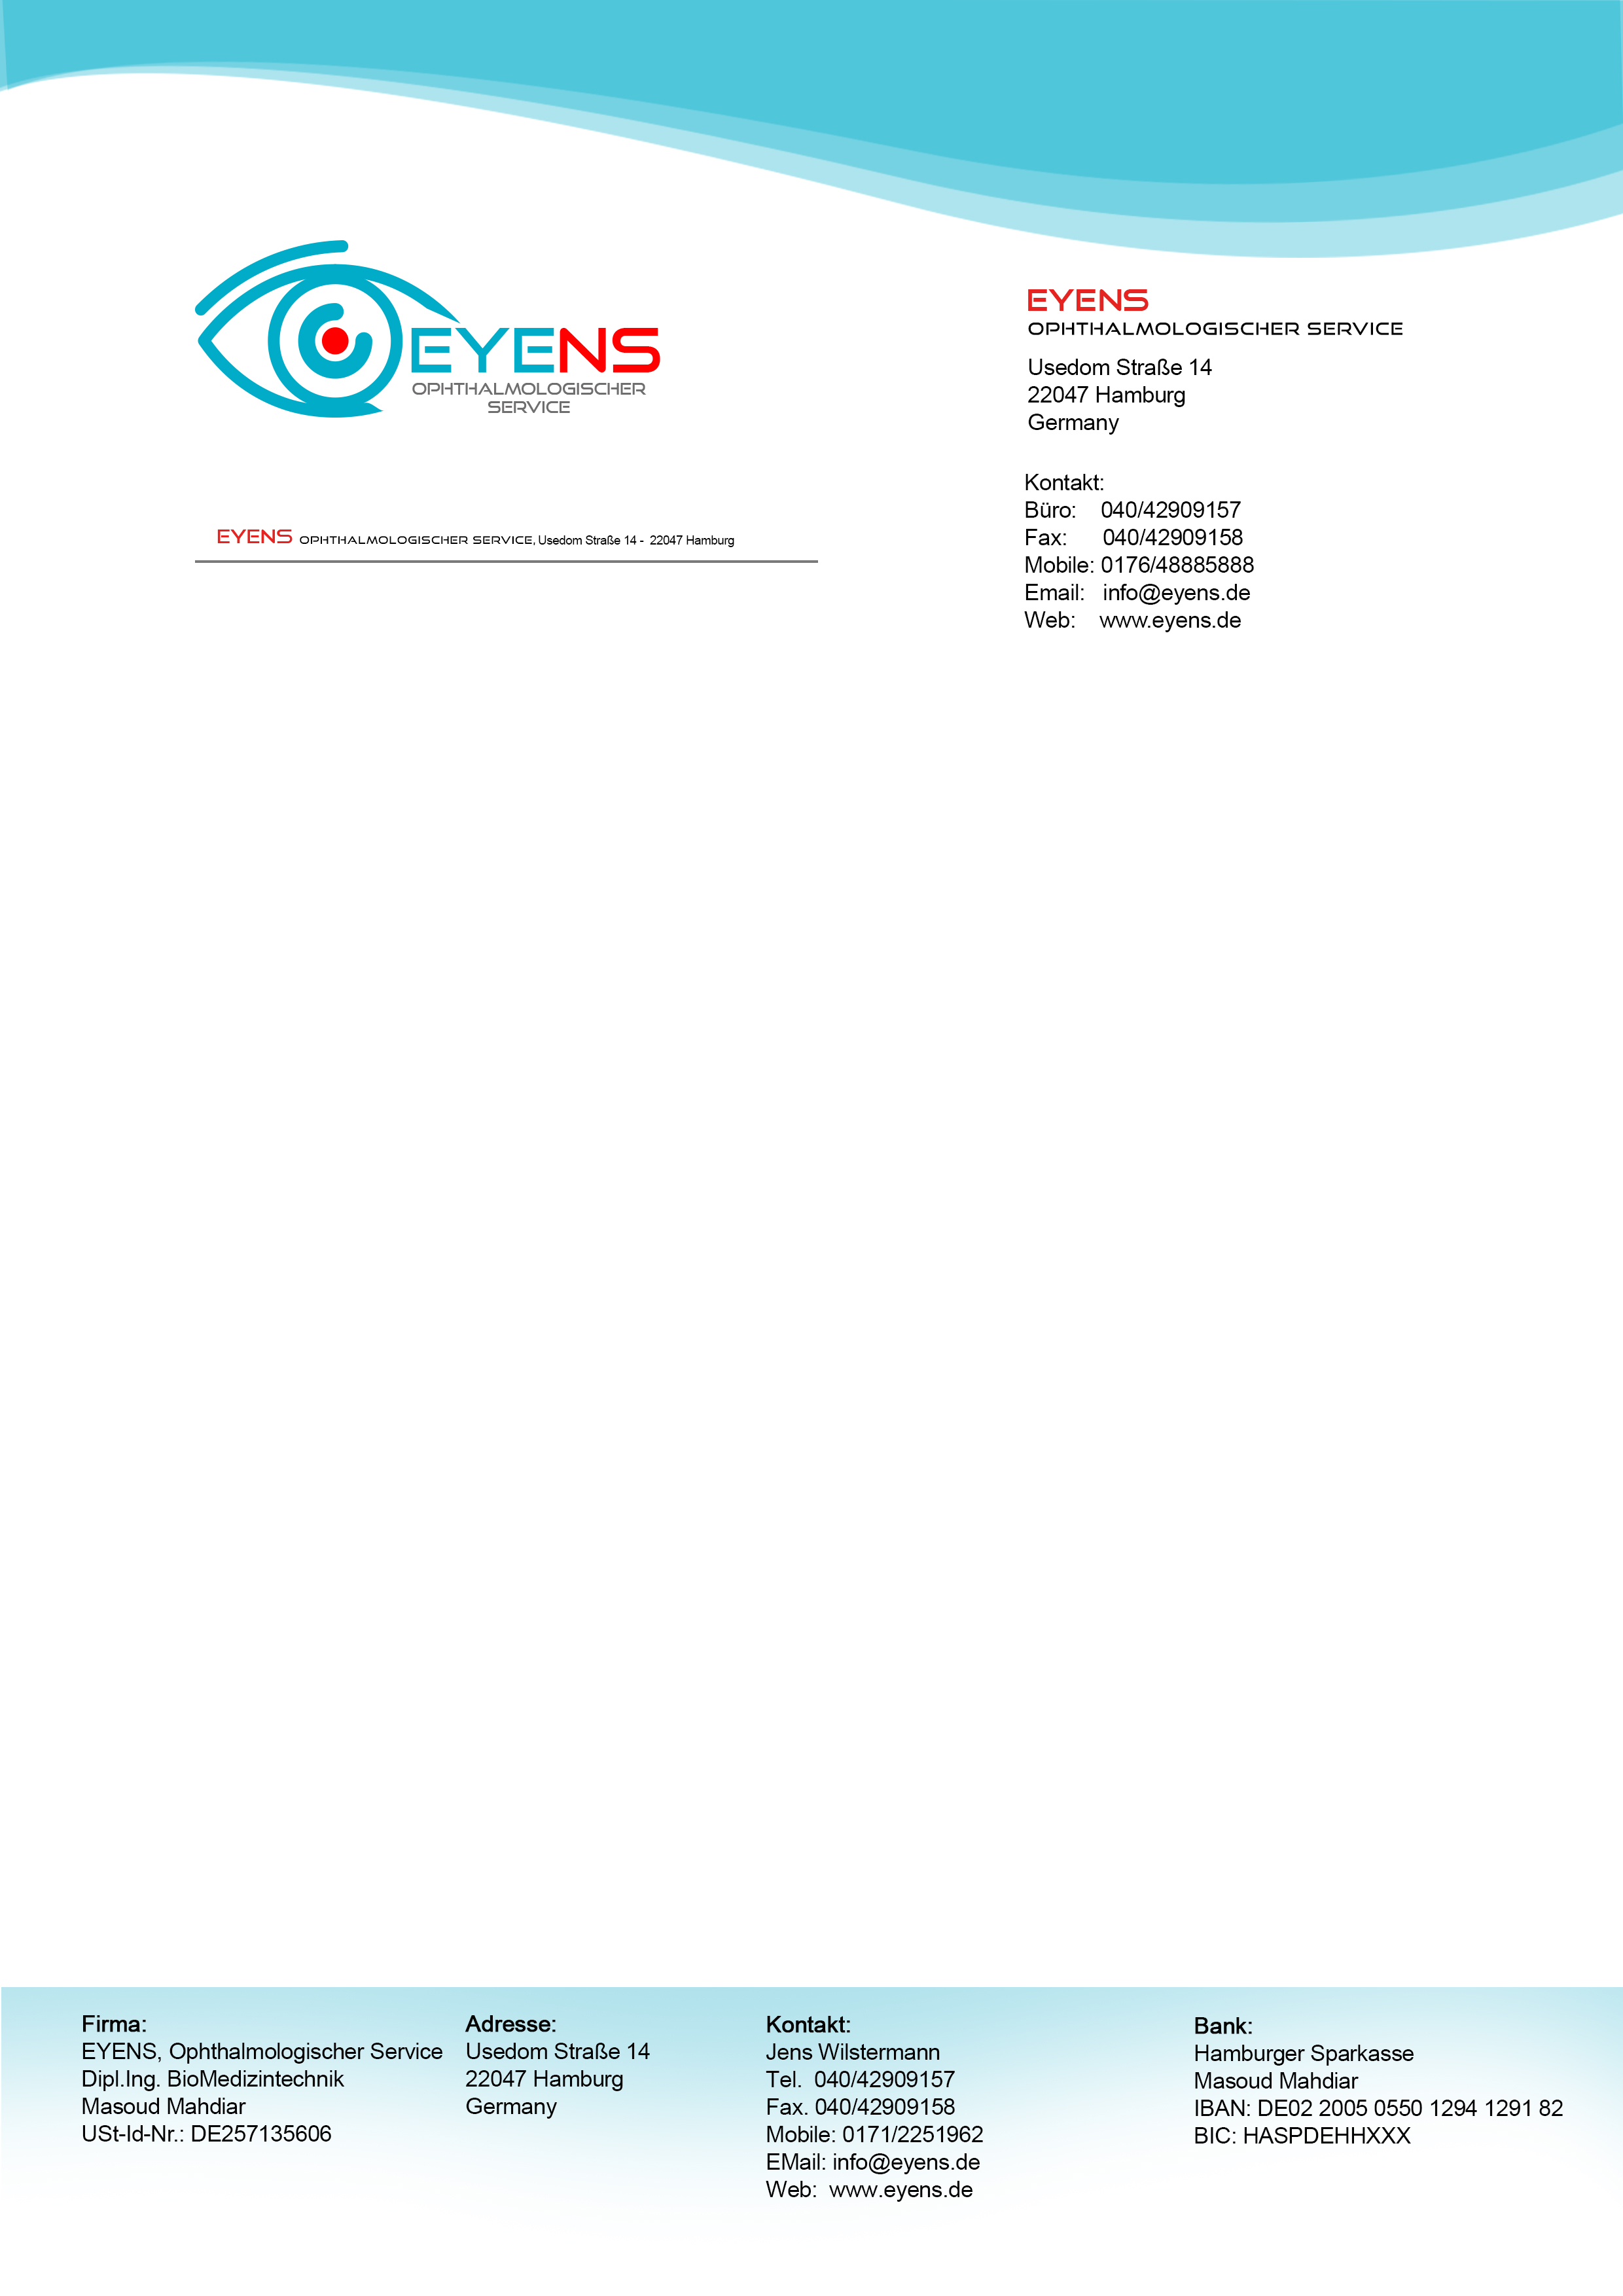 EYENS
OPHTHALMOLOGISCHER
SERVICE
EYENS
OPHTHALMOLOGISCHER SERVICE
Usedom Straße 14
22047 Hamburg
Germany
Kontakt:
Büro: 040/42909157
Fax: 040/42909158
Mobile: 0176/48885888
Email: info@eyens.de
Web: www.eyens.de
EYENS OPHTHALMOLOGISCHER SERVICE, Usedom Straße 14 - 22047 Hamburg
Firma:
EYENS, Ophthalmologischer Service
Dipl.Ing. BioMedizintechnik
Masoud Mahdiar
USt-Id-Nr.: DE257135606
Adresse:
Usedom Straße 14
22047 Hamburg
Germany
Kontakt:
Jens Wilstermann
Tel. 040/42909157
Fax. 040/42909158
Mobile: 0171/2251962
EMail: info@eyens.de
Web: www.eyens.de
Bank:
Hamburger Sparkasse
Masoud Mahdiar
IBAN: DE02 2005 0550 1294 1291 82
BIC: HASPDEHHXXX